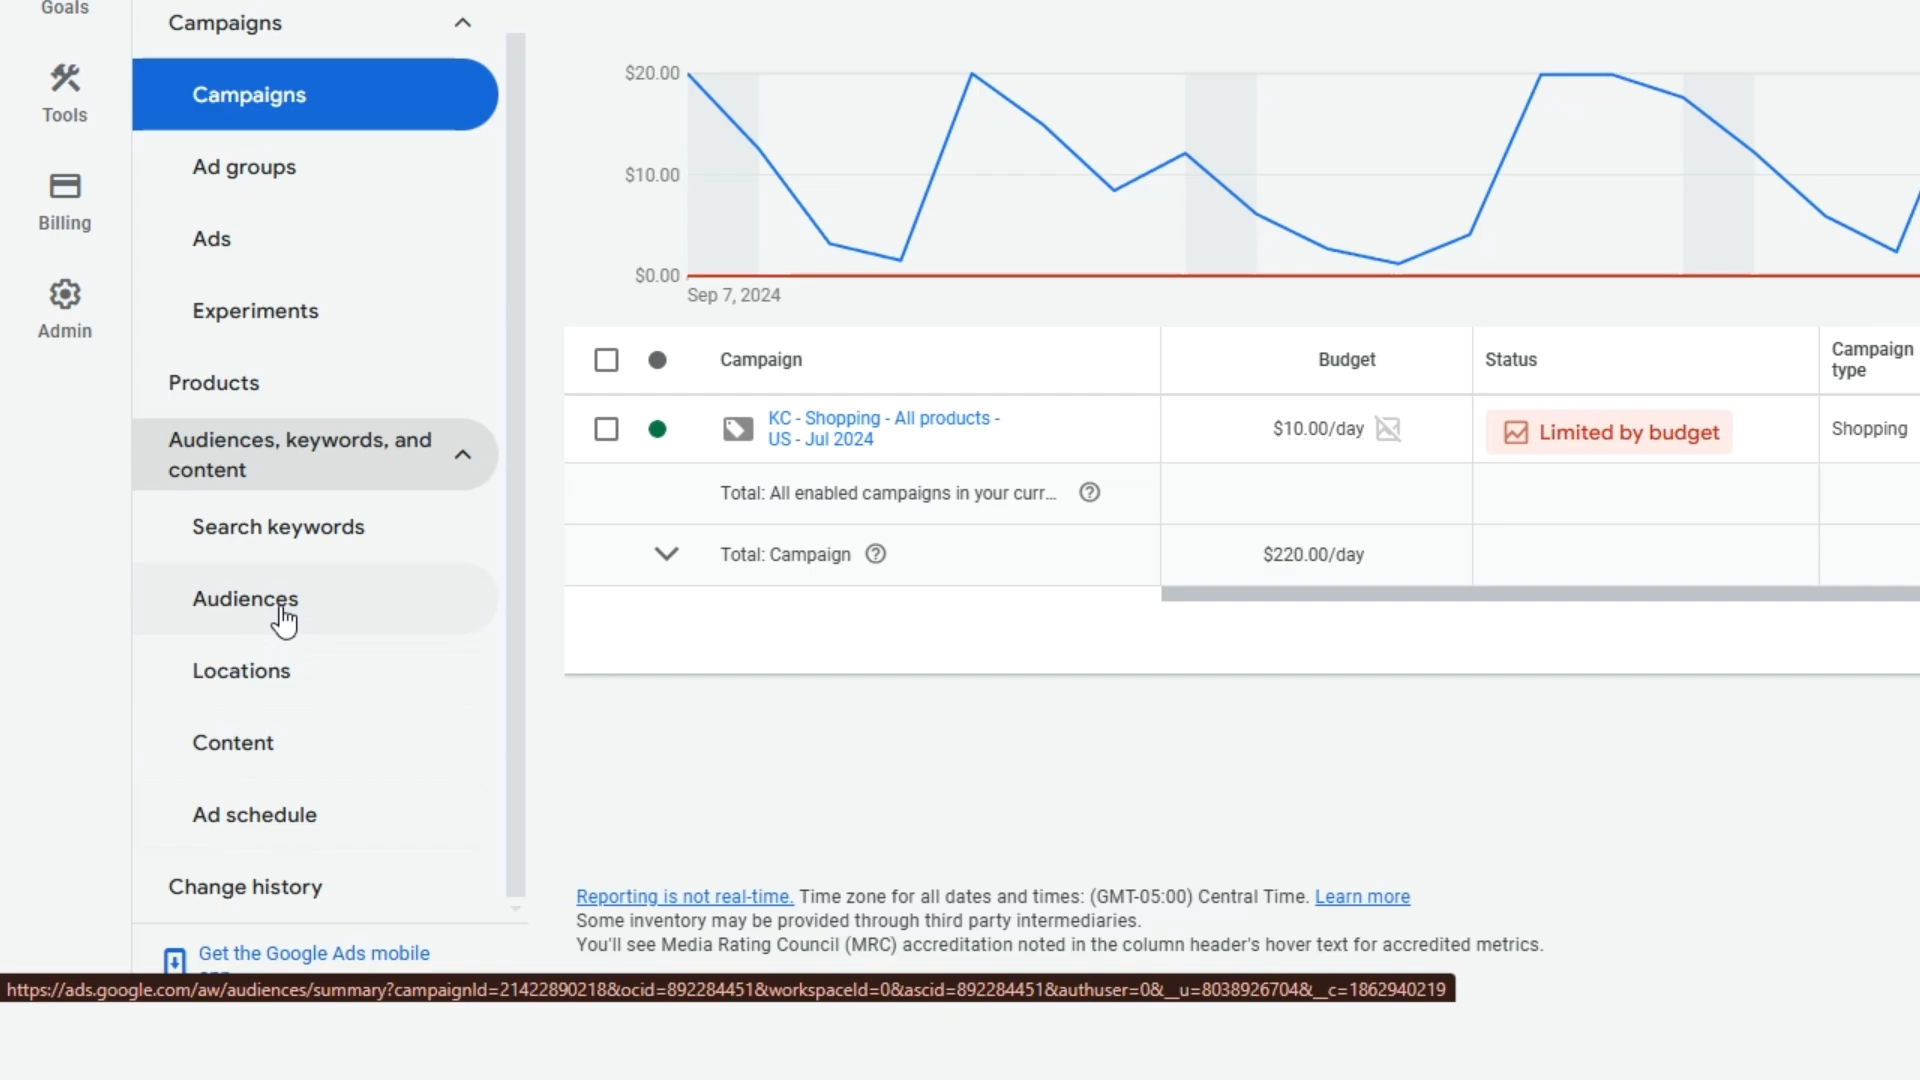 Goals
Tools
Billing
Admin
Campaigns
Campaigns
Ad groups
Ads
Experiments
Products
Audiences, keywords, and
content
Search keywords
Audiences
Locations
Content
Ad schedule
Change history
Get the Google Ads mobile
$20.00
$10.00
$0.00
Sep 7, 2024
Campaign
Budget
Status
Campaign
type
KC - Shopping - All products -
US - Jul 2024
$10.00/day
Limited by budget
Shopping
Total: All enabled campaigns in your curr...
Total: Campaign
$220.00/day
Reporting is not real-time. Time zone for all dates and times: (GMT-05:00) Central Time. Learn more
Some inventory may be provided through third party intermediaries.
You'll see Media Rating Council (MRC) accreditation noted in the column header's hover text for accredited metrics.
https://ads.google.com/aw/audiences/summary?campaignId=21422890218&ocid=892284451&workspaceId=0&ascid=892284451&authuser=0&__u=8038926704&__c=1862940219